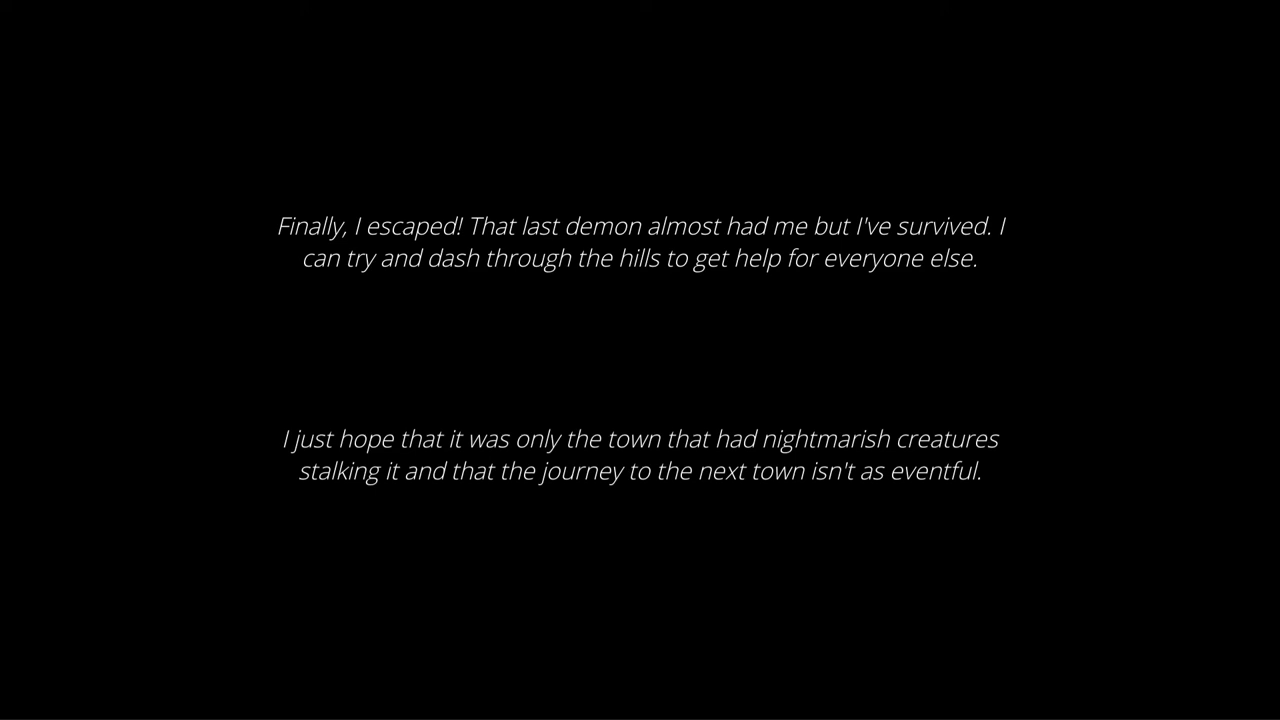 Finally, I escaped! That last demon almost had me but I've survived. I
can try and dash through the hills to get help for everyone else.
I just hope that it was only the town that had nightmarish creatures
stalking it and that the journey to the next town isn't as eventful.